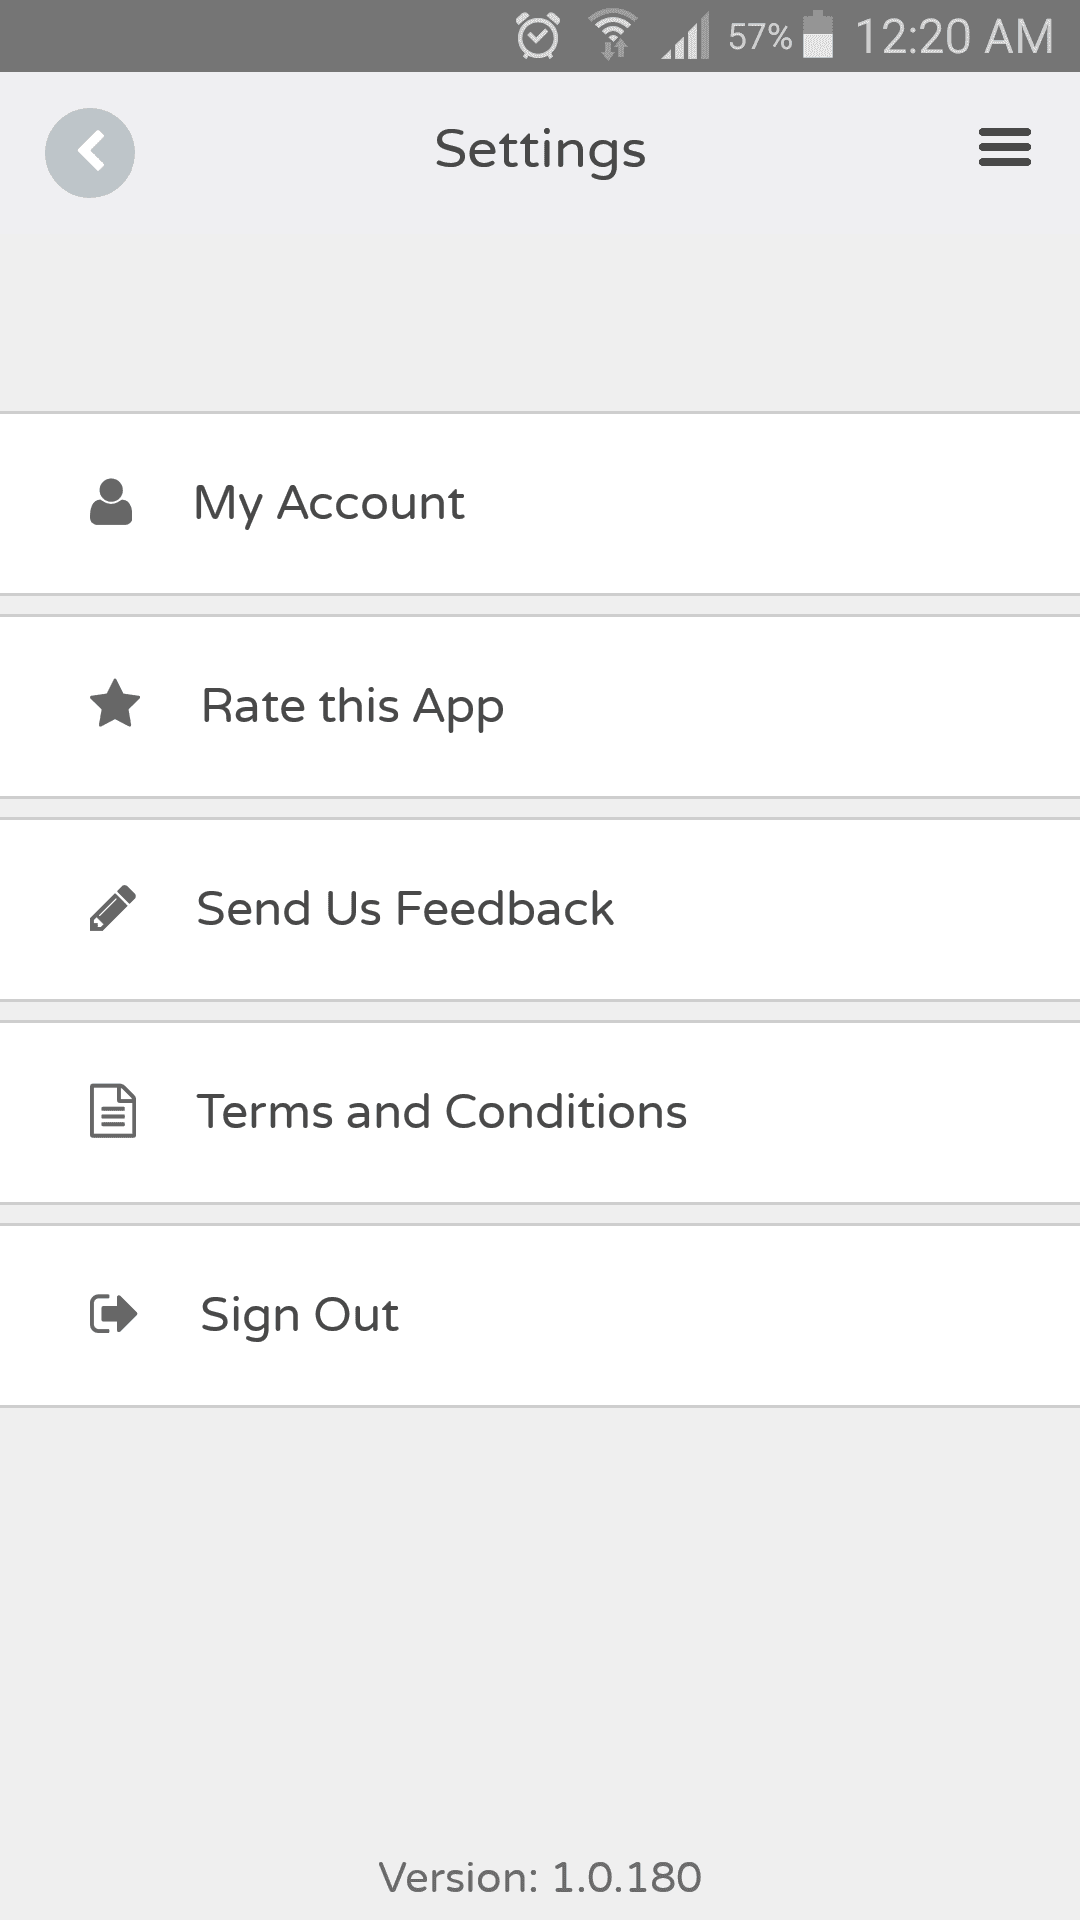 57% 12:20 AM
Settings
My Account
Rate this App
Send Us Feedback
Terms and Conditions
Sign Out
Version: 1.0.180